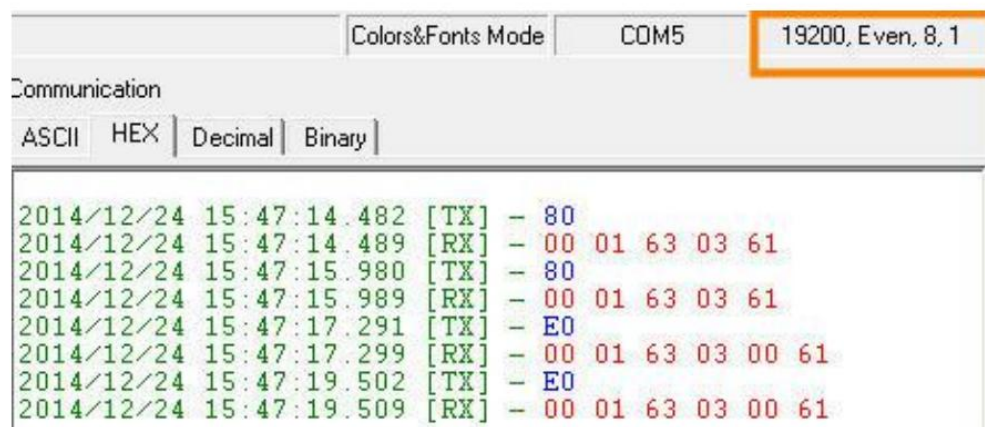 Colors&Fonts Mode COM5 19200, Even, 8, 1
Communication
ASCII HEX Decimal Binary
2014/12/24 15:47:14.482 [TX] - 80
2014/12/24 15:47:14.489 [RX] - 00 01 63 03 61
2014/12/24 15:47:15.980 [TX] - 80
2014/12/24 15:47:15.989 [RX] - 00 01 63 03 61
2014/12/24 15:47:17.291 [TX] - E0
2014/12/24 15:47:17.299 [RX] - 00 01 63 03 00 61
2014/12/24 15:47:19.502 [TX] - E0
2014/12/24 15:47:19.509 [RX] - 00 01 63 03 00 61